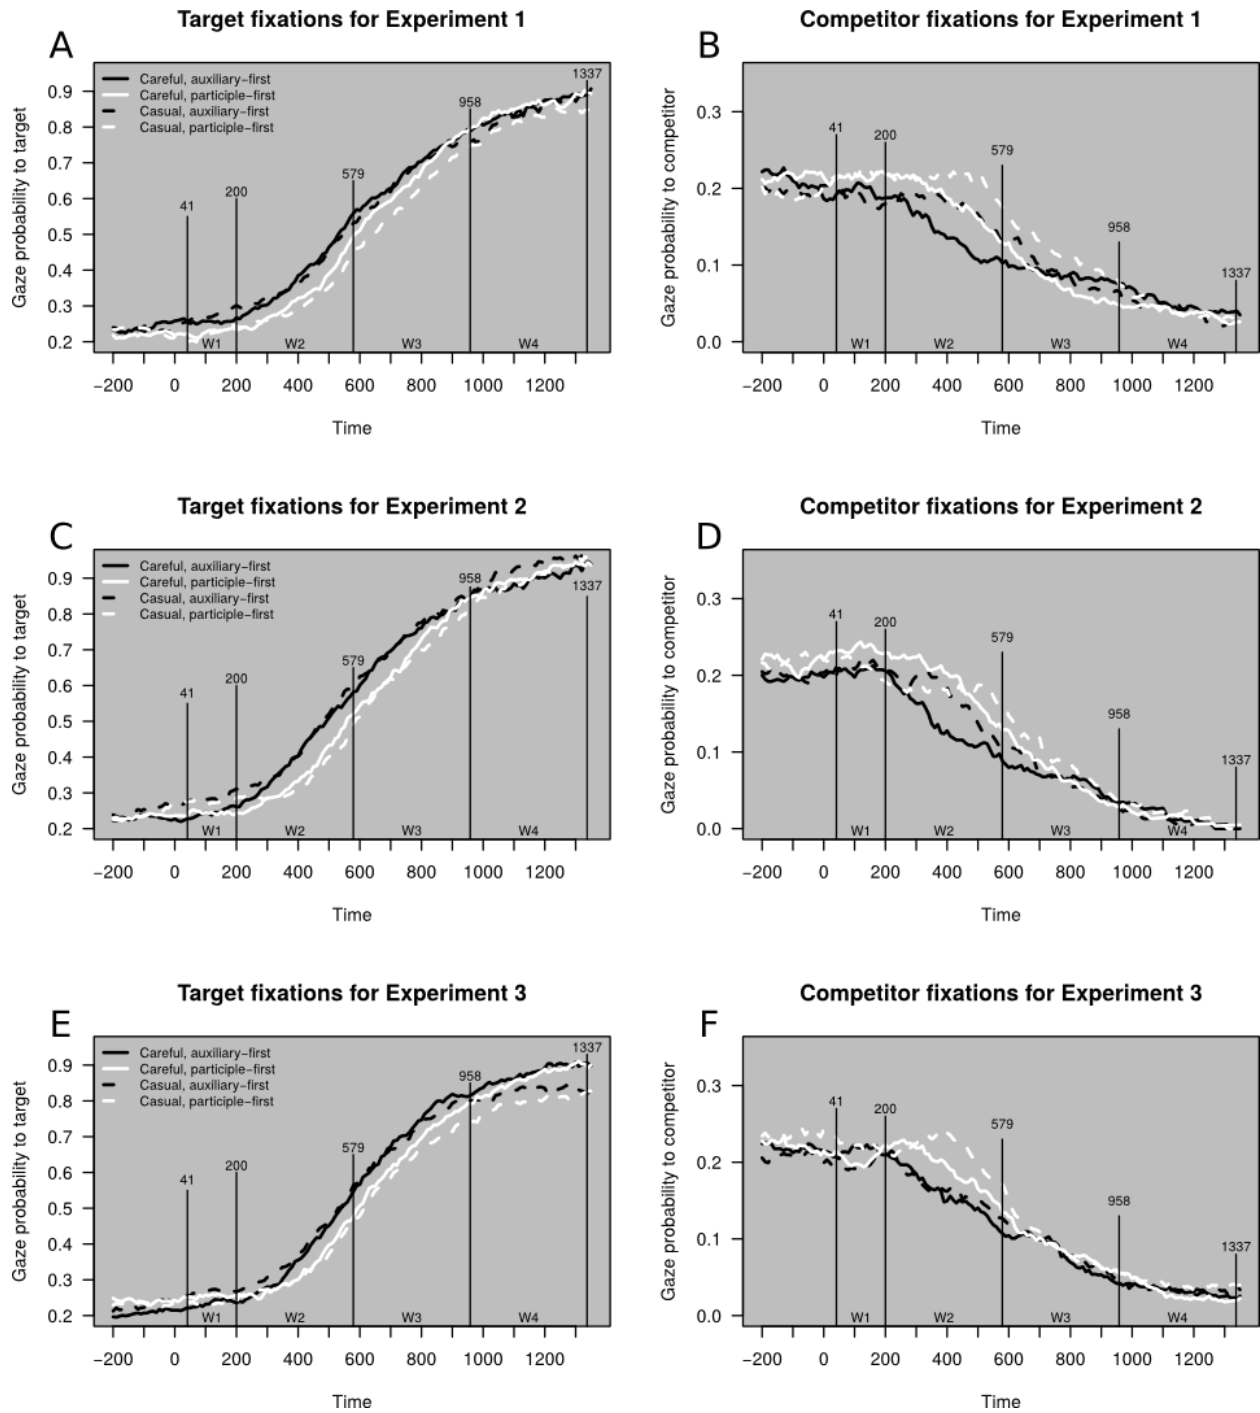 Target fixations for Experiment 1
A
Careful, auxiliary−first
Careful, participle−first
Casual, auxiliary−first
Casual, participle−first
Gaze probability to target
0.9
0.8
0.7
0.6
0.5
0.4
0.3
0.2
41
200
579
958
1337
W1 W2 W3 W4
−200 0 200 400 600 800 1000 1200
Time
Competitor fixations for Experiment 1
B
Gaze probability to competitor
0.3
0.2
0.1
0.0
41
200
579
958
1337
W1 W2 W3 W4
−200 0 200 400 600 800 1000 1200
Time
Target fixations for Experiment 2
C
Careful, auxiliary−first
Careful, participle−first
Casual, auxiliary−first
Casual, participle−first
Gaze probability to target
0.9
0.8
0.7
0.6
0.5
0.4
0.3
0.2
41
200
579
958
1337
W1 W2 W3 W4
−200 0 200 400 600 800 1000 1200
Time
Competitor fixations for Experiment 2
D
Gaze probability to competitor
0.3
0.2
0.1
0.0
41
200
579
958
1337
W1 W2 W3 W4
−200 0 200 400 600 800 1000 1200
Time
Target fixations for Experiment 3
E
Careful, auxiliary−first
Careful, participle−first
Casual, auxiliary−first
Casual, participle−first
Gaze probability to target
0.9
0.8
0.7
0.6
0.5
0.4
0.3
0.2
41
200
579
958
1337
W1 W2 W3 W4
−200 0 200 400 600 800 1000 1200
Time
Competitor fixations for Experiment 3
F
Gaze probability to competitor
0.3
0.2
0.1
0.0
41
200
579
958
1337
W1 W2 W3 W4
−200 0 200 400 600 800 1000 1200
Time